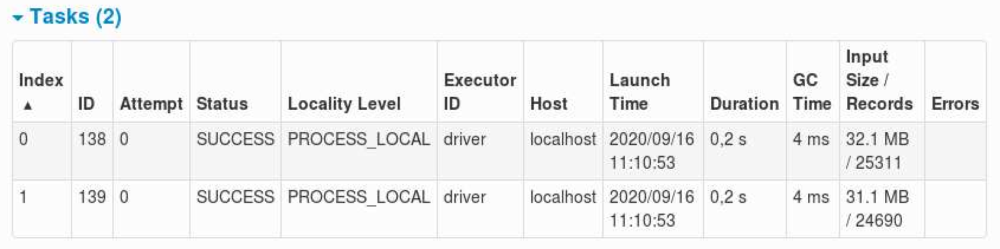 Tasks (2)
Index ▲ ID Attempt Status Locality Level Executor ID Host Launch Time Duration GC Time Input Size / Records Errors
0 138 0 SUCCESS PROCESS_LOCAL driver localhost 2020/09/16 11:10:53 0,2 s 4 ms 32.1 MB / 25311
1 139 0 SUCCESS PROCESS_LOCAL driver localhost 2020/09/16 11:10:53 0,2 s 4 ms 31.1 MB / 24690